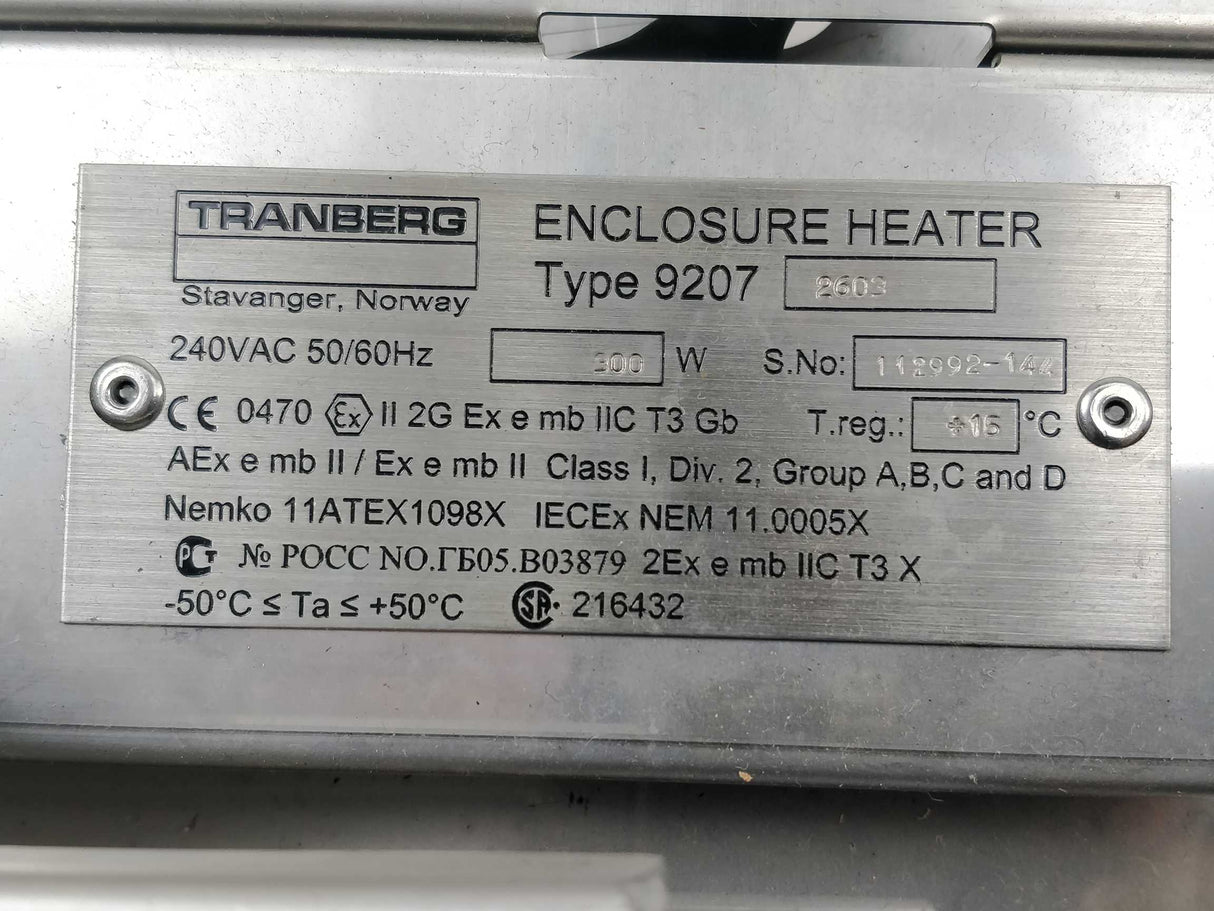 TRANBERG
Stavanger, Norway
ENCLOSURE HEATER
Type 9207 2603
240VAC 50/60Hz 300 W S.No: 112992-144
CE 0470 Ex II 2G Ex e mb IIC T3 Gb T.reg.: +15 °C
AEx e mb II / Ex e mb II Class I, Div. 2, Group A,B,C and D
Nemko 11ATEX1098X IECEx NEM 11.0005X
РСТ № РОСС NO.ГБ05.В03879 2Ex e mb IIC T3 X
-50°C ≤ Ta ≤ +50°C SA 216432